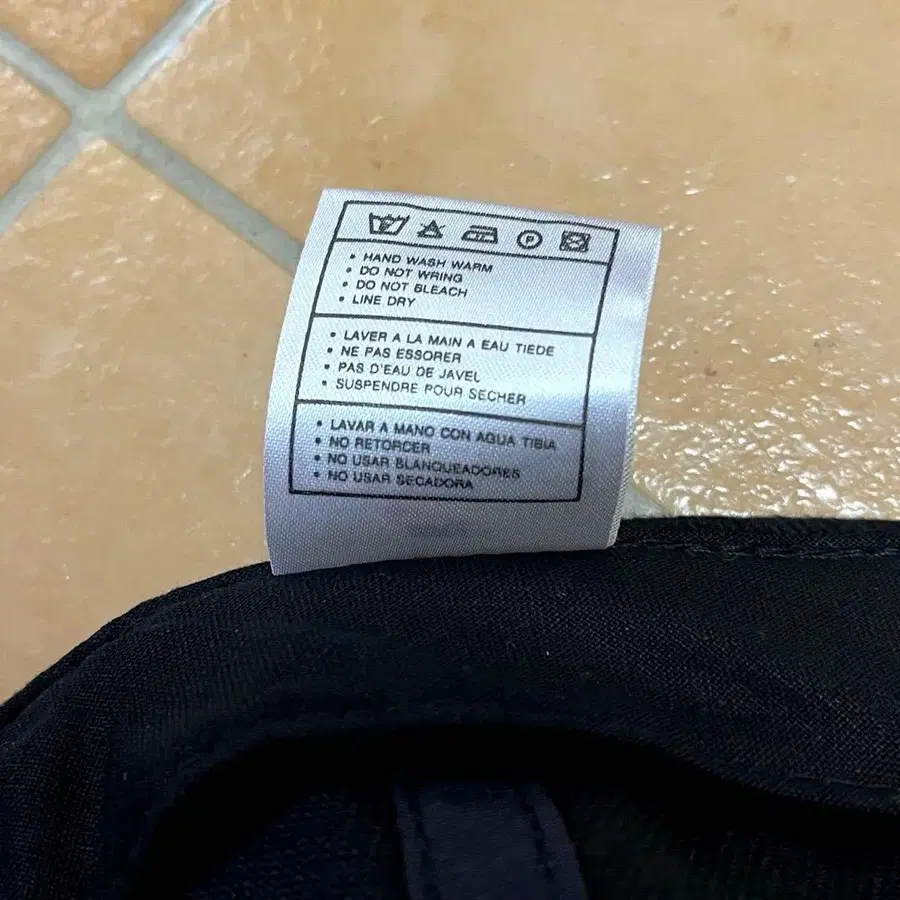 P
• HAND WASH WARM
• DO NOT WRING
• DO NOT BLEACH
• LINE DRY
• LAVER A LA MAIN A EAU TIEDE
• NE PAS ESSORER
• PAS D'EAU DE JAVEL
• SUSPENDRE POUR SECHER
• LAVAR A MANO CON AGUA TIBIA
• NO RETORCER
• NO USAR BLANQUEADORES
• NO USAR SECADORA